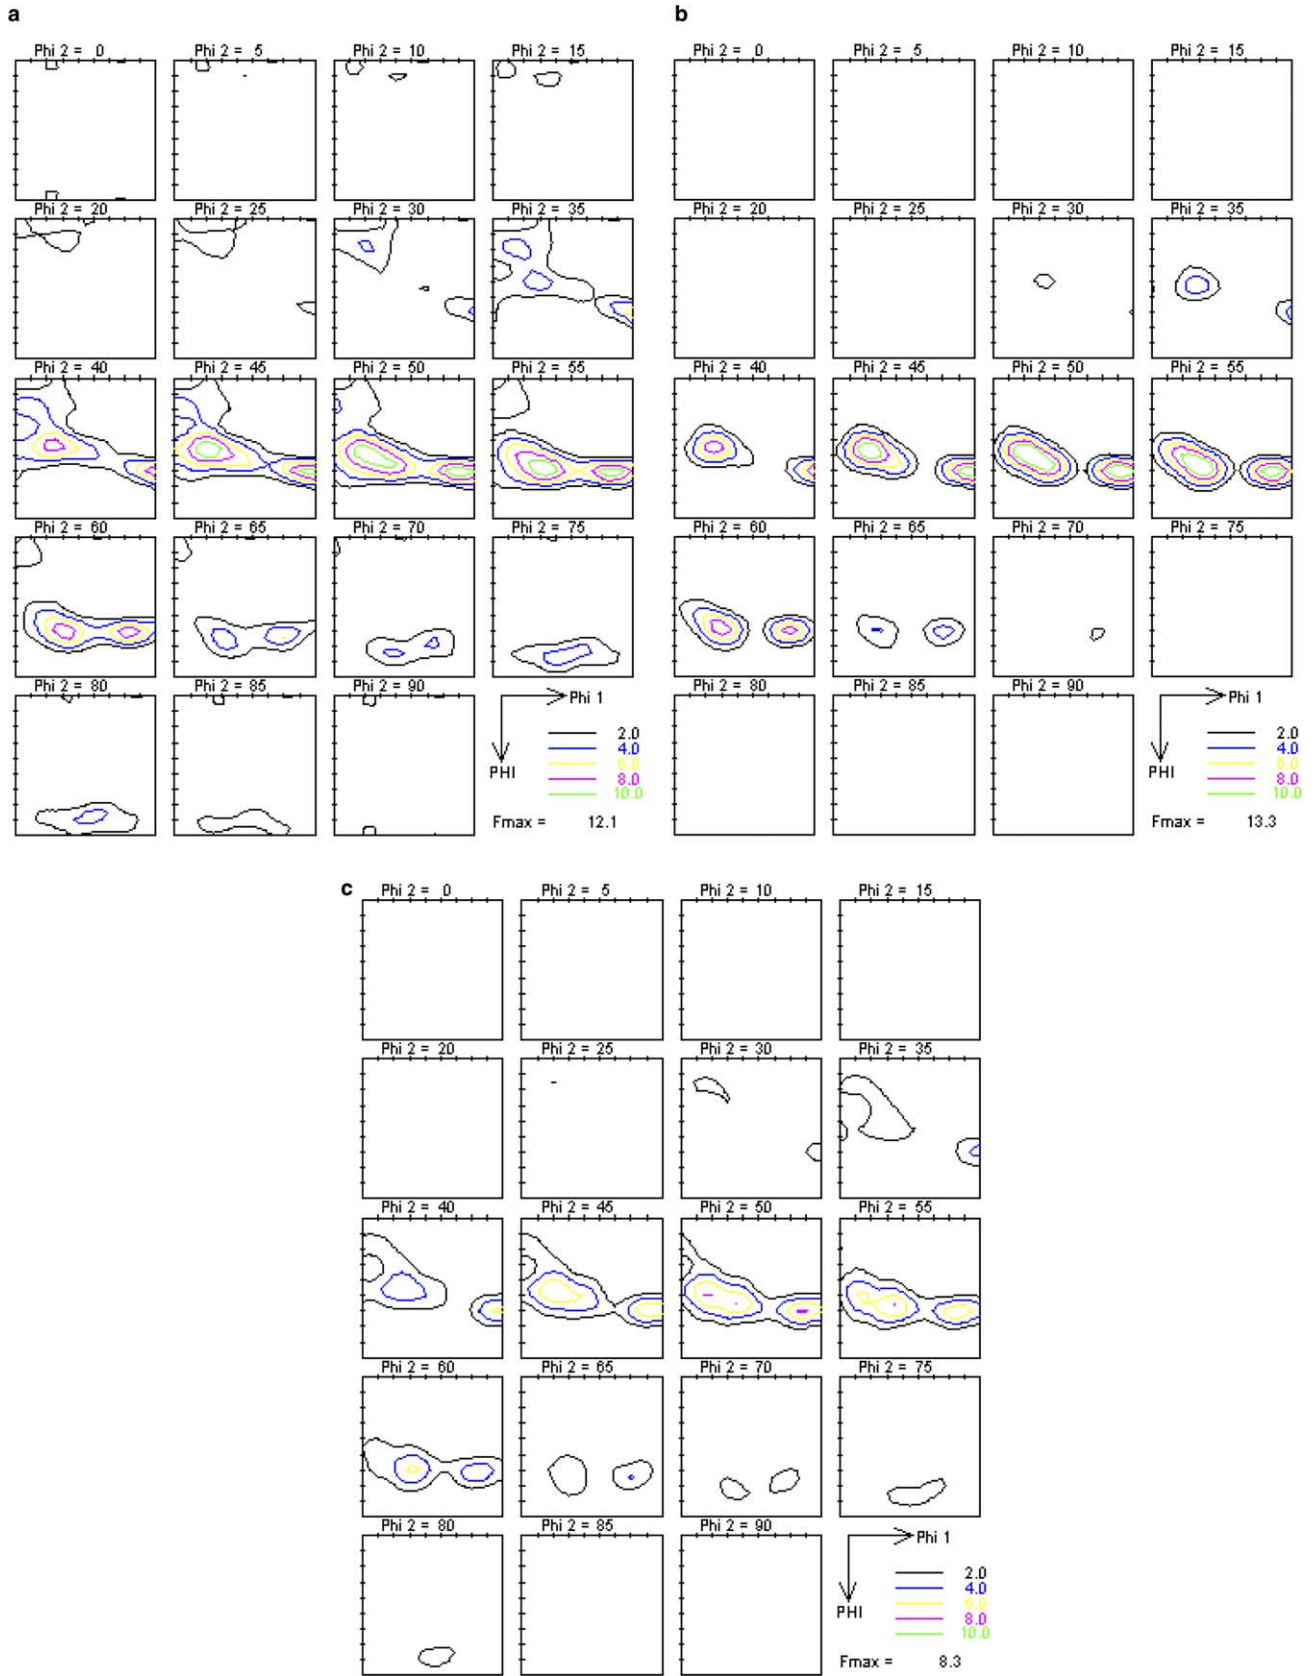 a
Phi 2 = 0
Phi 2 = 5
Phi 2 = 10
Phi 2 = 15
Phi 2 = 20
Phi 2 = 25
Phi 2 = 30
Phi 2 = 35
Phi 2 = 40
Phi 2 = 45
Phi 2 = 50
Phi 2 = 55
Phi 2 = 60
Phi 2 = 65
Phi 2 = 70
Phi 2 = 75
Phi 2 = 80
Phi 2 = 85
Phi 2 = 90
Phi 1
PHI
2.0
4.0
6.0
8.0
10.0
Fmax = 12.1
b
Phi 2 = 0
Phi 2 = 5
Phi 2 = 10
Phi 2 = 15
Phi 2 = 20
Phi 2 = 25
Phi 2 = 30
Phi 2 = 35
Phi 2 = 40
Phi 2 = 45
Phi 2 = 50
Phi 2 = 55
Phi 2 = 60
Phi 2 = 65
Phi 2 = 70
Phi 2 = 75
Phi 2 = 80
Phi 2 = 85
Phi 2 = 90
Phi 1
PHI
2.0
4.0
6.0
8.0
10.0
Fmax = 13.3
c
Phi 2 = 0
Phi 2 = 5
Phi 2 = 10
Phi 2 = 15
Phi 2 = 20
Phi 2 = 25
Phi 2 = 30
Phi 2 = 35
Phi 2 = 40
Phi 2 = 45
Phi 2 = 50
Phi 2 = 55
Phi 2 = 60
Phi 2 = 65
Phi 2 = 70
Phi 2 = 75
Phi 2 = 80
Phi 2 = 85
Phi 2 = 90
Phi 1
PHI
2.0
4.0
6.0
8.0
10.0
Fmax = 8.3